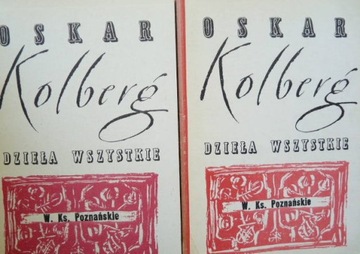 OSKAR
Kolberg
DZIEŁA WSZYSTKIE
W. Ks. Poznańskie
OSKAR
Kolberg
DZIEŁA WSZYSTKIE
W. Ks. Poznańskie